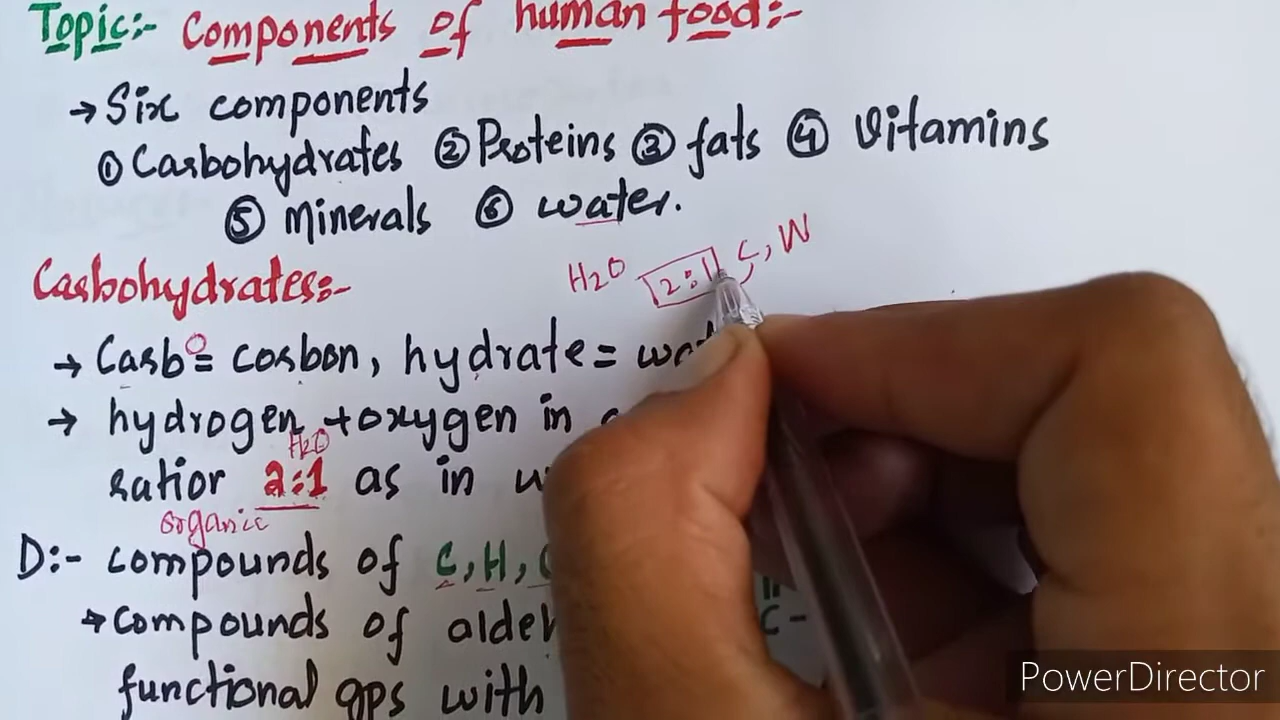 Topic:- Components of human food:-
→ Six components
① Carbohydrates ② Proteins ③ fats ④ Vitamins
⑤ Minerals ⑥ water.
Carbohydrates:-
H2O 2:1 C, W
→ Carbo = carbon, hydrate =
→ hydrogen + oxygen in
H2O
ratior 2:1 as in
organic
D:- compounds of C, H,
→ compounds of
functional gps with
C-
PowerDirector